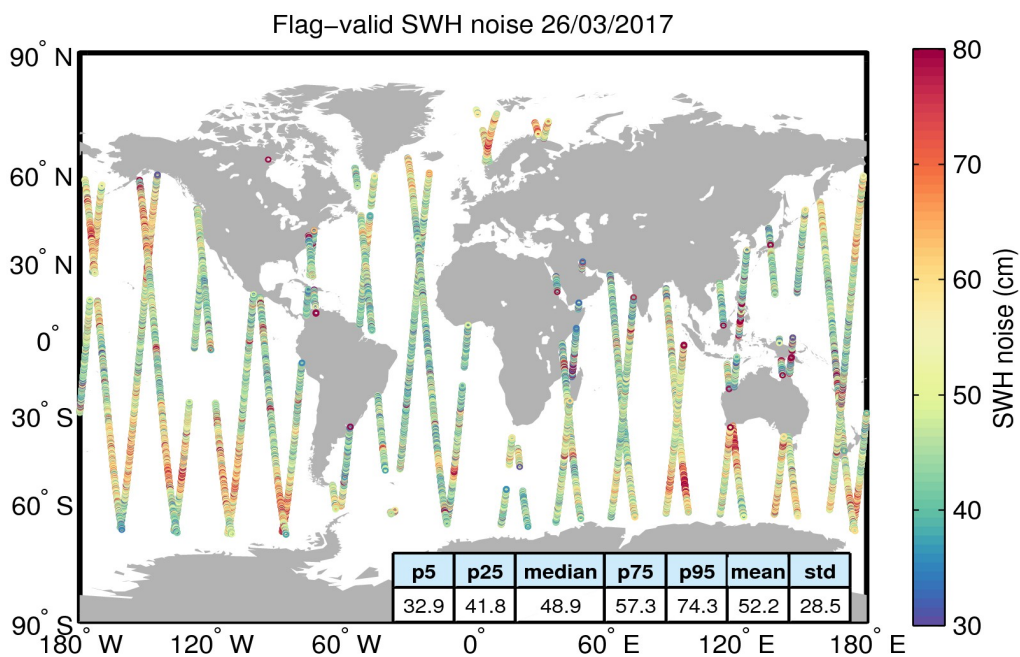 Flag−valid SWH noise 26/03/2017
90° N
60° N
30° N
0°
30° S
60° S
90° S
180° W
120° W
60° W
0°
60° E
120° E
180° E
p5 p25 median p75 p95 mean std
32.9 41.8 48.9 57.3 74.3 52.2 28.5
80
70
60
50
40
30
SWH noise (cm)